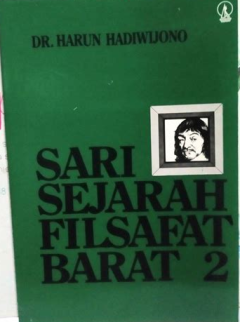 DR. HARUN HADIWIJONO
SARI
SEJARAH
FILSAFAT
BARAT 2